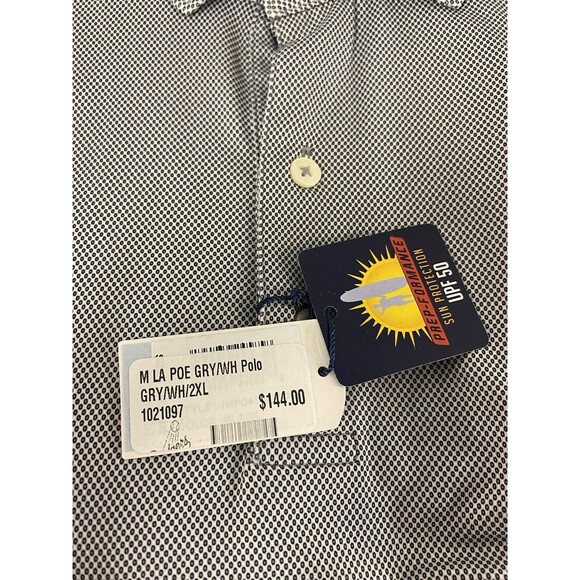 M LA POE GRY/WH Polo
GRY/WH/2XL
1021097
$144.00
PREP-FORMANCE
SUN PROTECTION
UPF 50